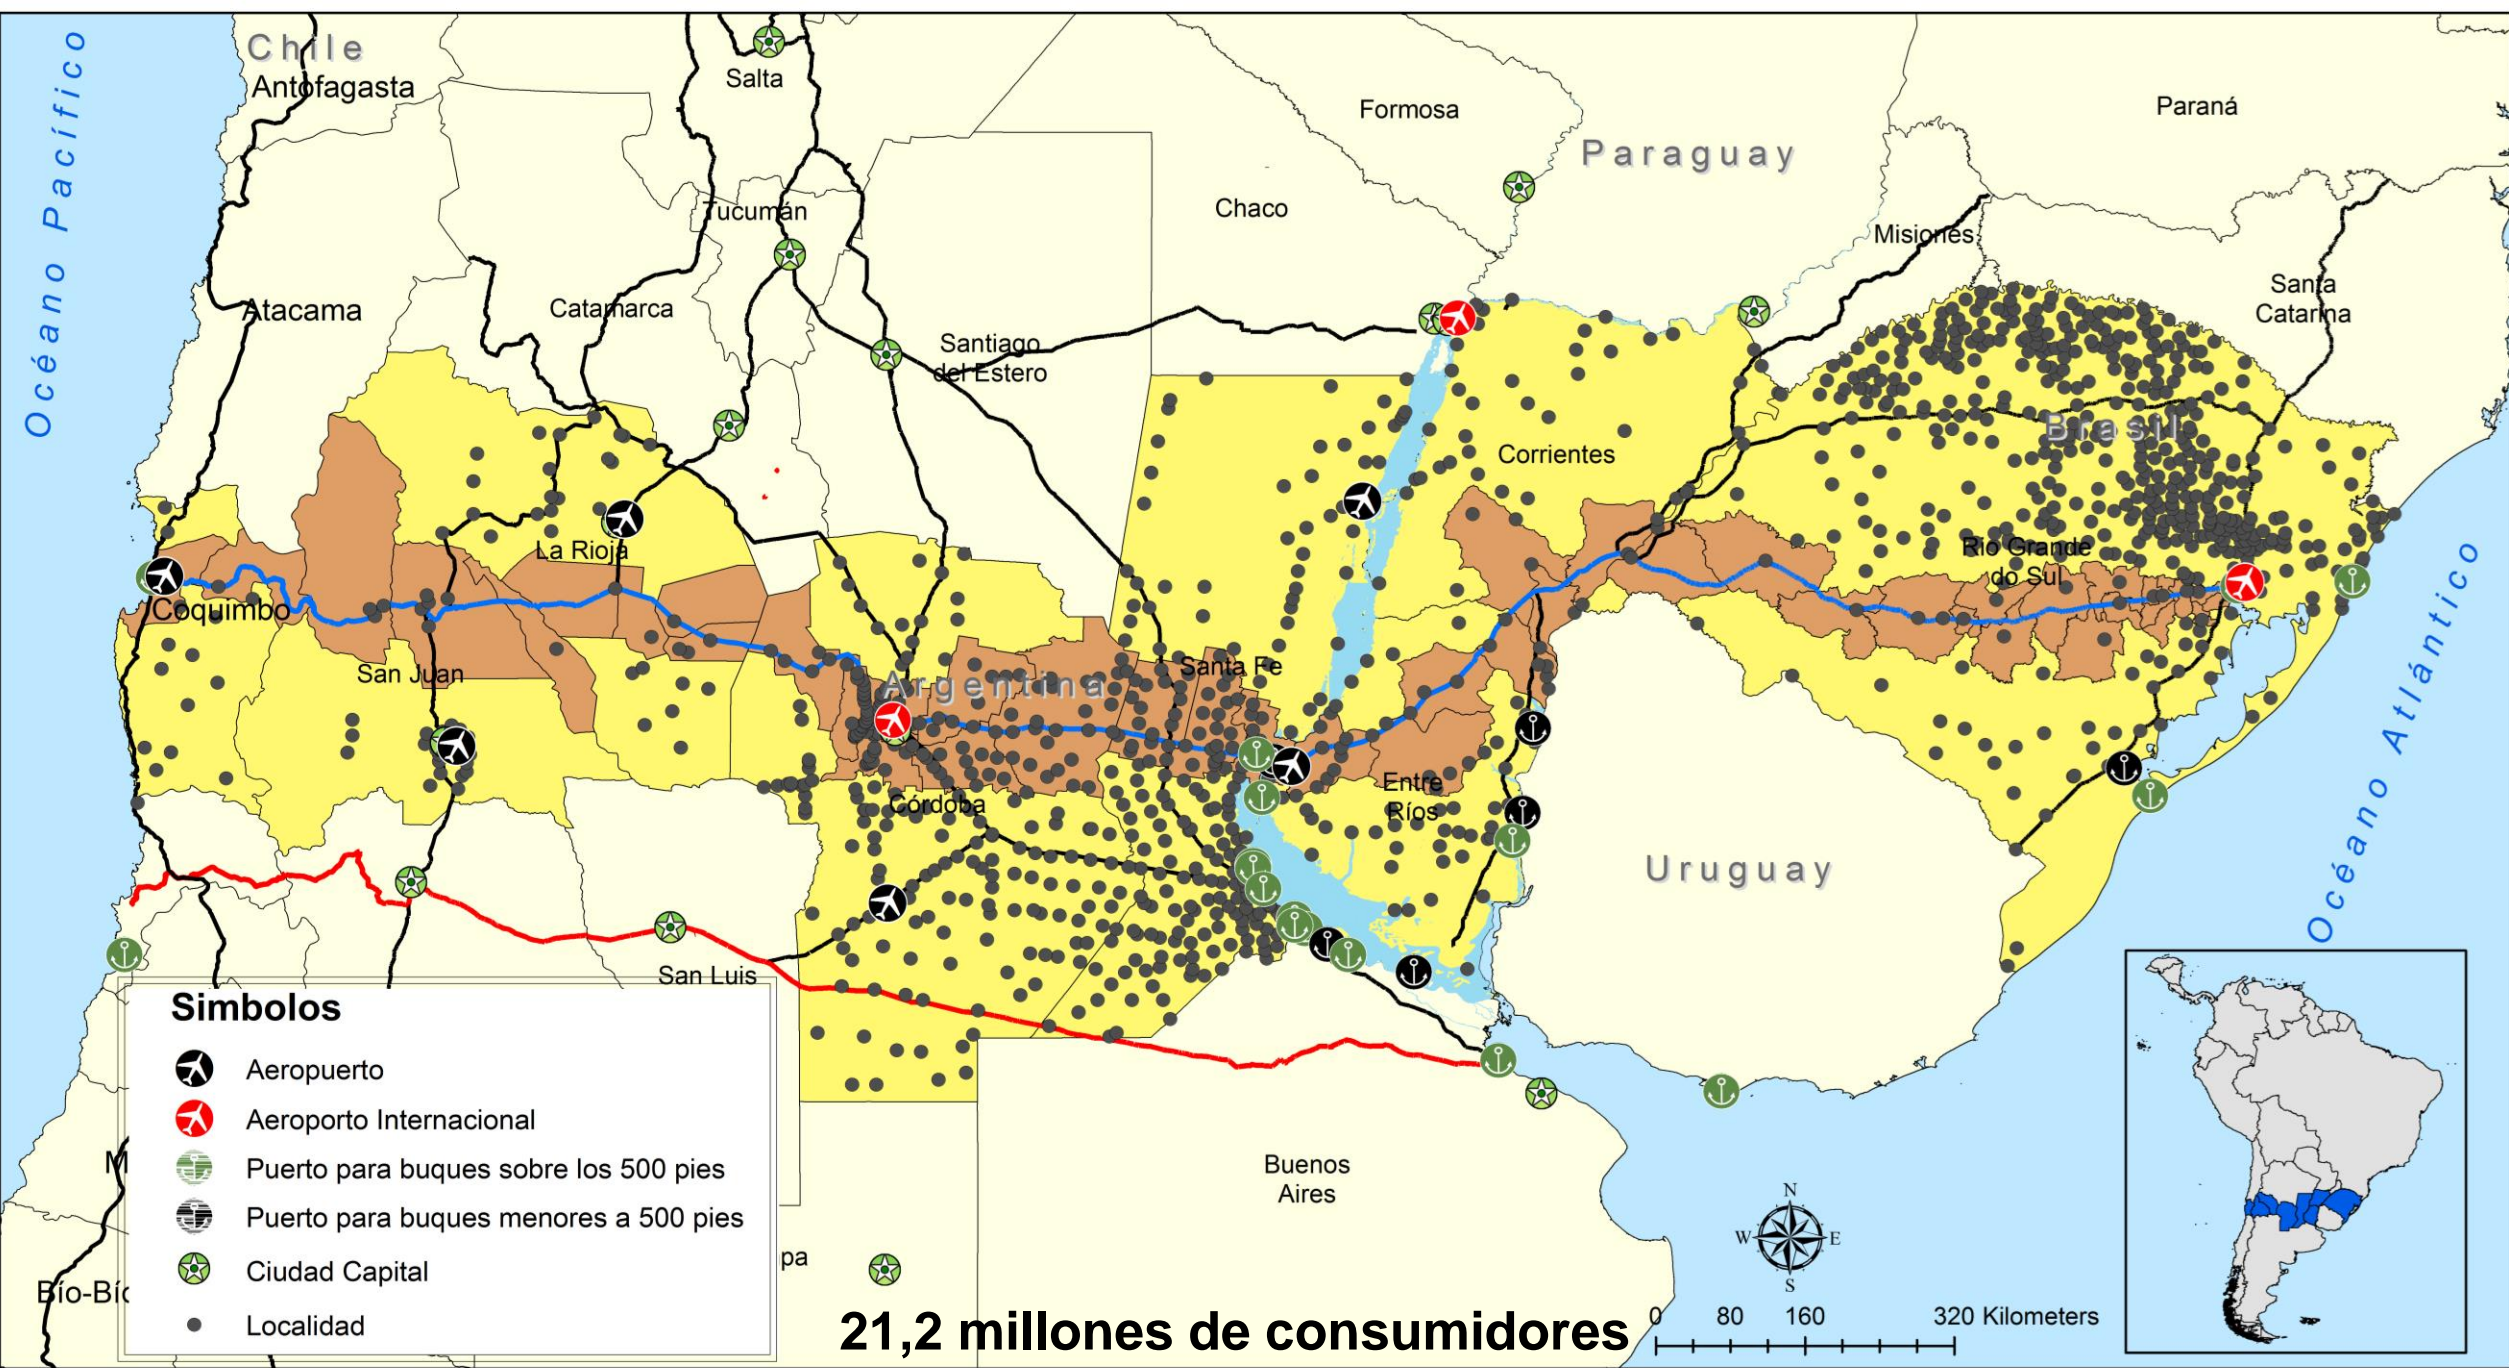 Océano Pacífico
Chile
Antofagasta
Salta
Formosa
Paraná
Paraguay
Chaco
Tucumán
Misiones
Atacama
Catamarca
Santiago
del Estero
Santa
Catarina
Corrientes
Brasil
La Rioja
Rio Grande
do Sul
Coquimbo
San Juan
Argentina
Santa Fe
Entre
Ríos
Córdoba
Uruguay
Océano Atlántico
San Luis
Simbolos
Aeropuerto
Aeroporto Internacional
Puerto para buques sobre los 500 pies
Puerto para buques menores a 500 pies
Ciudad Capital
Localidad
M
Bío-Bío
pa
Buenos
Aires
N
W
E
S
21,2 millones de consumidores
0 80 160 320 Kilometers